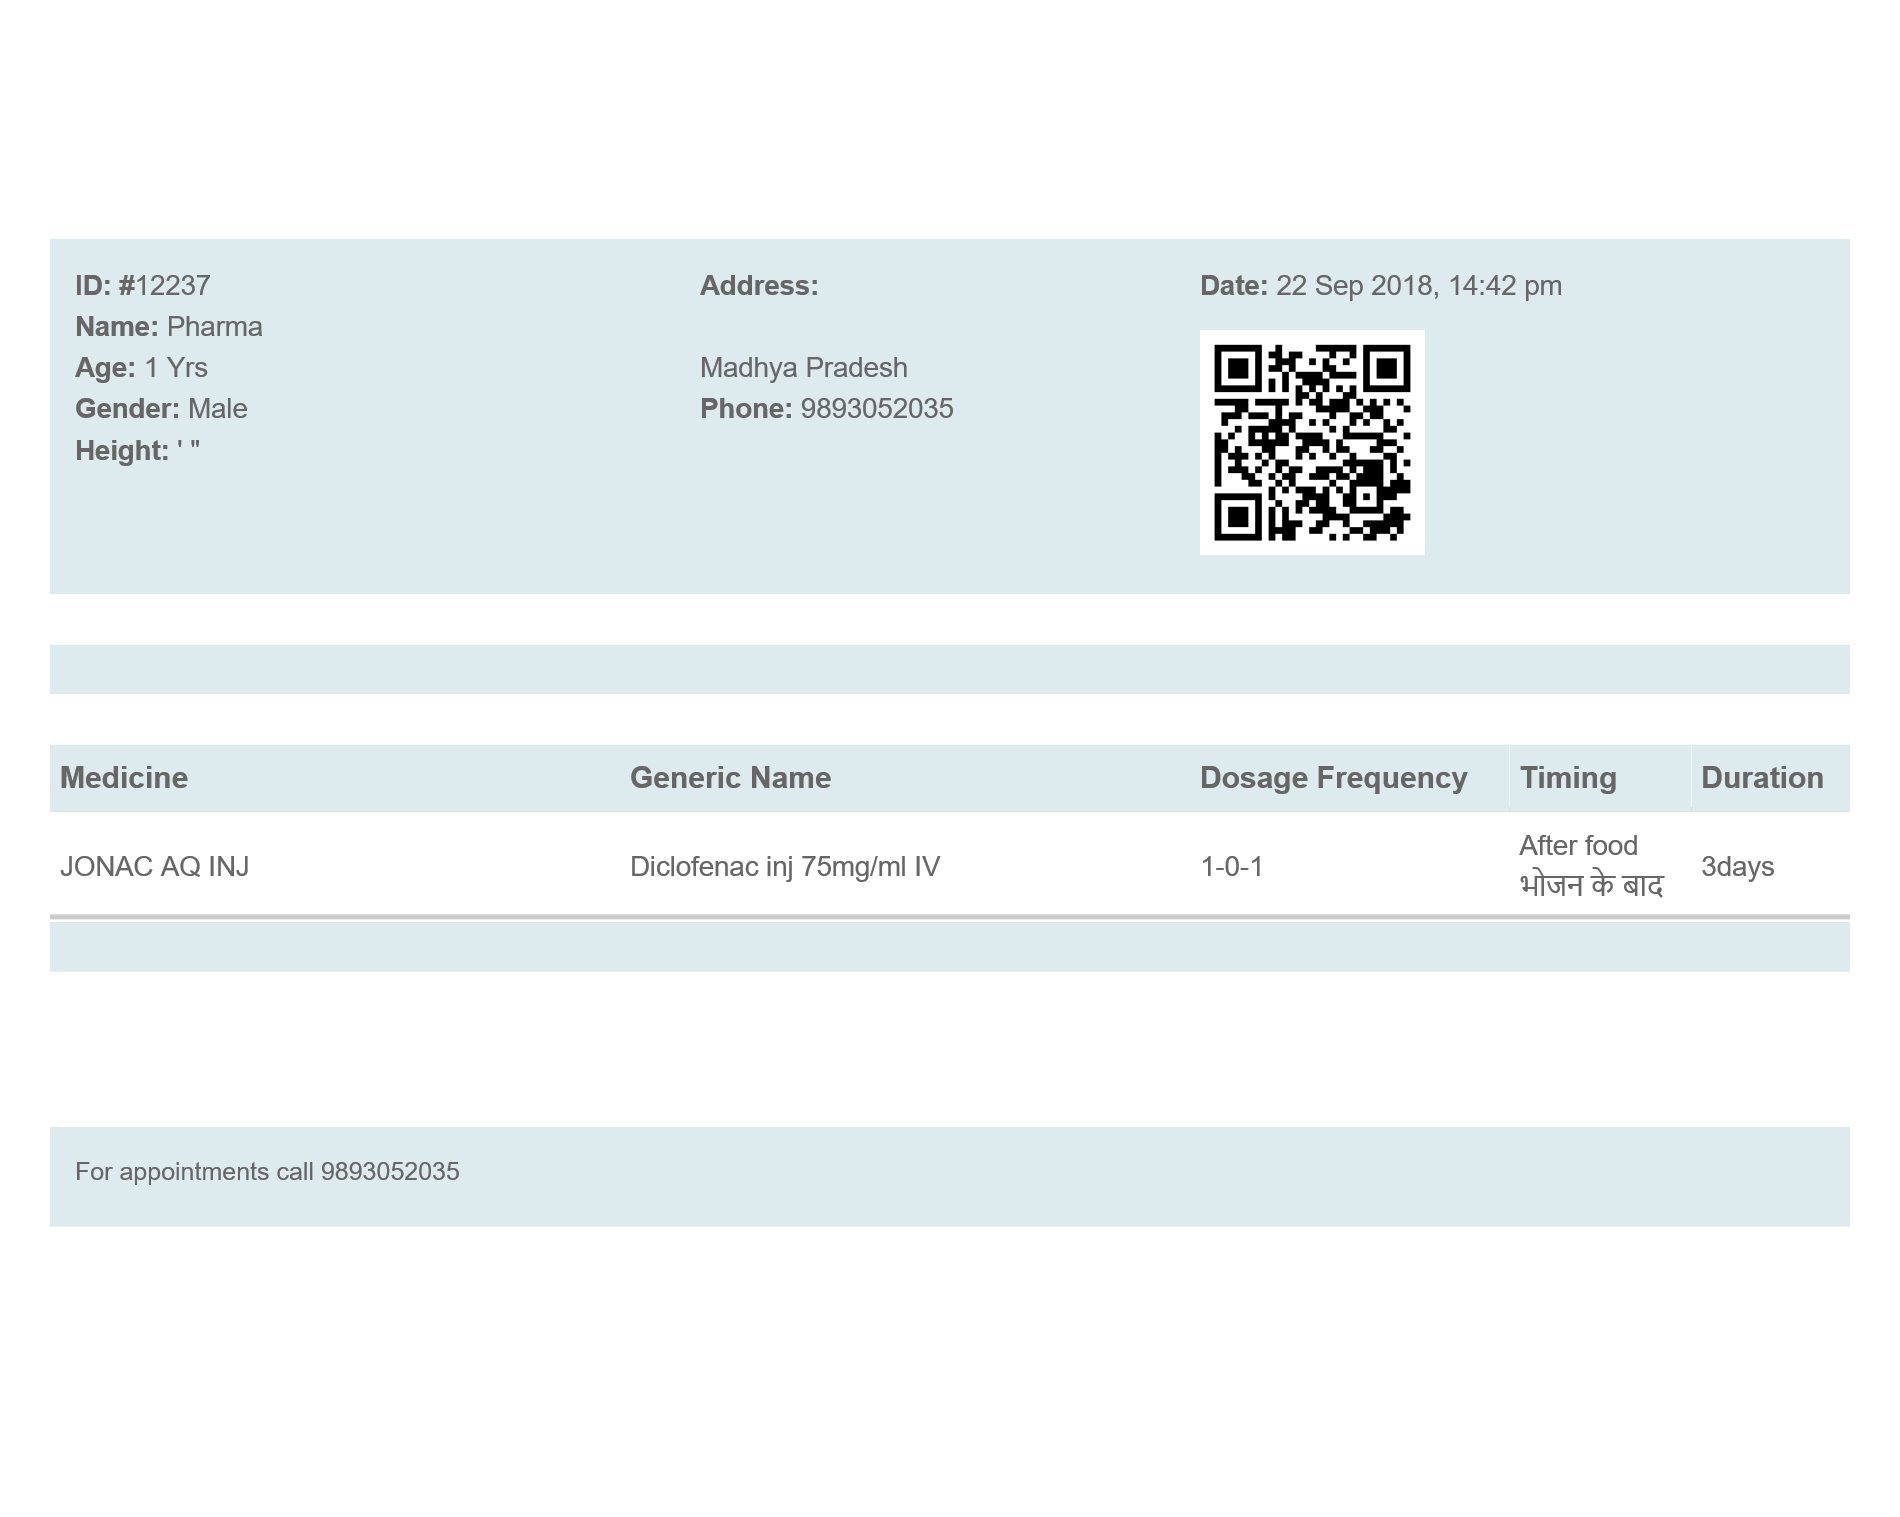 ID: #12237
Name: Pharma
Age: 1 Yrs
Gender: Male
Height: ' "
Address:
Madhya Pradesh
Phone: 9893052035
Date: 22 Sep 2018, 14:42 pm
Medicine Generic Name Dosage Frequency Timing Duration
JONAC AQ INJ Diclofenac inj 75mg/ml IV 1-0-1 After food 3days
भोजन के बाद
For appointments call 9893052035